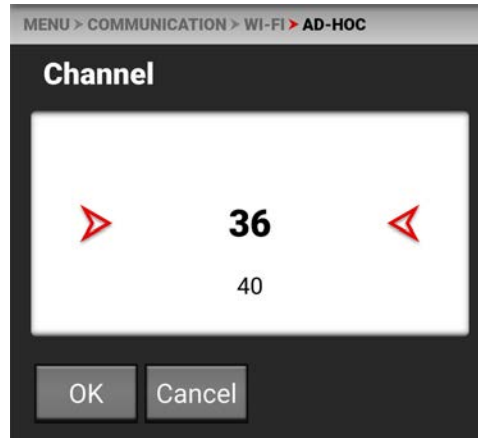 MENU > COMMUNICATION > WI-FI > AD-HOC
Channel
36
40
OK Cancel